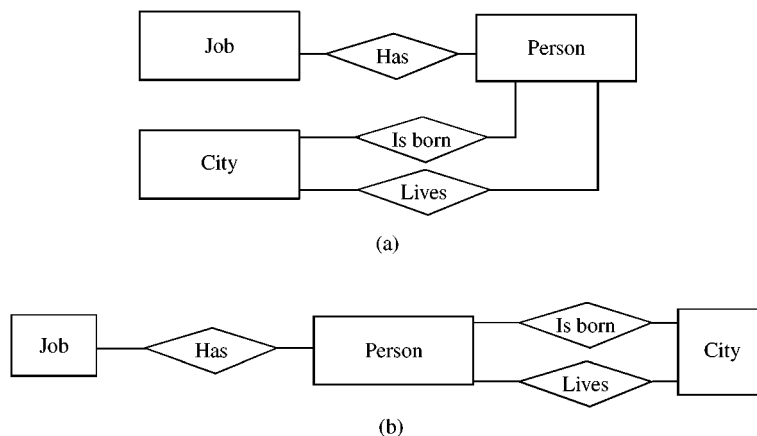 Job
Has
Person
City
Is born
Lives
(a)
Job
Has
Person
Is born
Lives
City
(b)